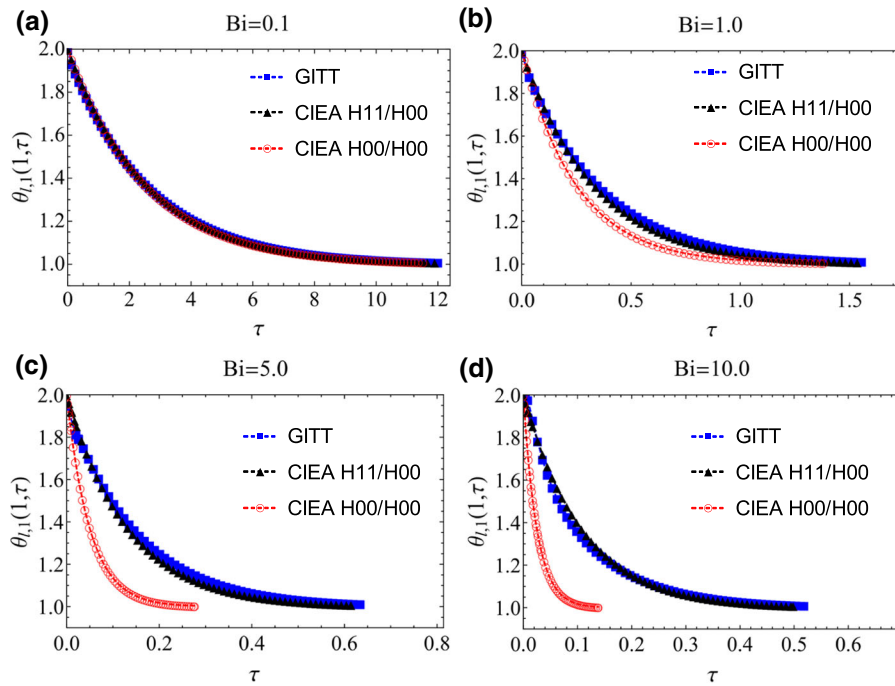 (a) Bi=0.1
2.0
1.8
1.6
1.4
1.2
1.0
θl,1(1,τ)
GITT
CIEA H11/H00
CIEA H00/H00
0 2 4 6 8 10 12
τ
(b) Bi=1.0
2.0
1.8
1.6
1.4
1.2
1.0
θl,1(1,τ)
GITT
CIEA H11/H00
CIEA H00/H00
0.0 0.5 1.0 1.5
τ
(c) Bi=5.0
2.0
1.8
1.6
1.4
1.2
1.0
θl,1(1,τ)
GITT
CIEA H11/H00
CIEA H00/H00
0.0 0.2 0.4 0.6 0.8
τ
(d) Bi=10.0
2.0
1.8
1.6
1.4
1.2
1.0
θl,1(1,τ)
GITT
CIEA H11/H00
CIEA H00/H00
0.0 0.1 0.2 0.3 0.4 0.5 0.6
τ